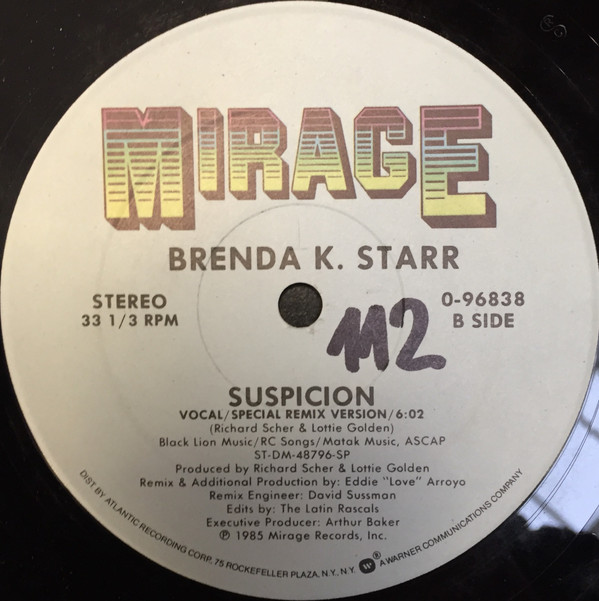 MIRAGE
BRENDA K. STARR
STEREO
33 1/3 RPM
0-96838
B SIDE
112
SUSPICION
VOCAL/SPECIAL REMIX VERSION/6:02
(Richard Scher & Lottie Golden)
Black Lion Music/RC Songs/Matak Music, ASCAP
ST-DM-48796-SP
Produced by Richard Scher & Lottie Golden
Remix & Additional Production by: Eddie "Love" Arroyo
Remix Engineer: David Sussman
Edits by: The Latin Rascals
Executive Producer: Arthur Baker
℗ 1985 Mirage Records, Inc.
DIST. BY ATLANTIC RECORDING CORP. 75 ROCKEFELLER PLAZA, N.Y., N.Y. W® A WARNER COMMUNICATIONS COMPANY